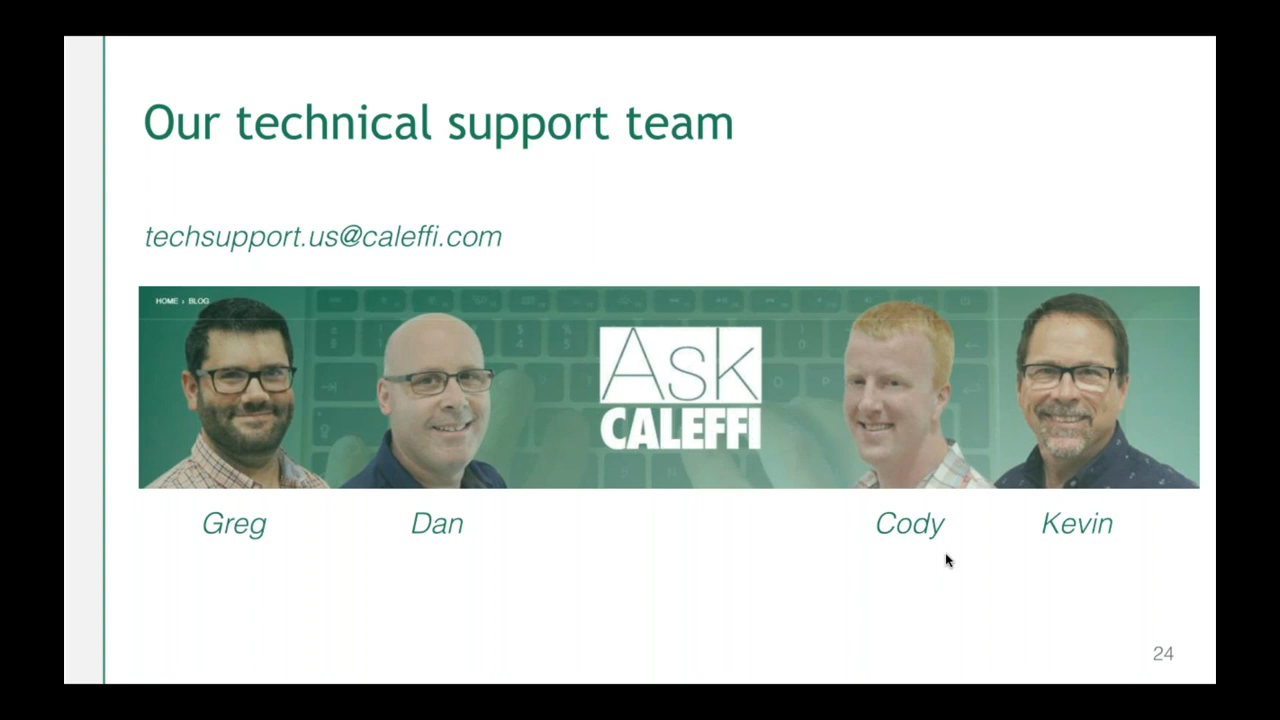 Our technical support team
techsupport.us@caleffi.com
HOME › BLOG
Ask
CALEFFI
Greg Dan Cody Kevin
24